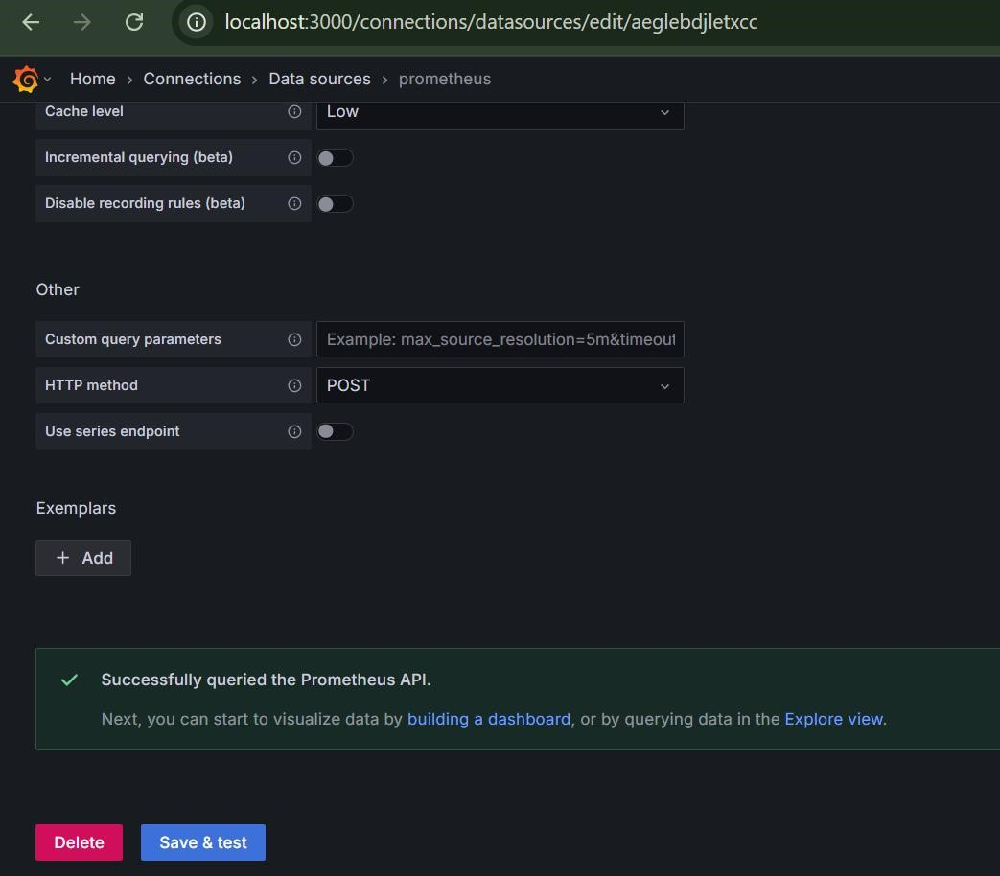 localhost:3000/connections/datasources/edit/aeglebdjletxcc
Home › Connections › Data sources › prometheus
Cache level Low
Incremental querying (beta)
Disable recording rules (beta)
Other
Custom query parameters Example: max_source_resolution=5m&timeout
HTTP method POST
Use series endpoint
Exemplars
+ Add
Successfully queried the Prometheus API.
Next, you can start to visualize data by building a dashboard, or by querying data in the Explore view.
Delete Save & test